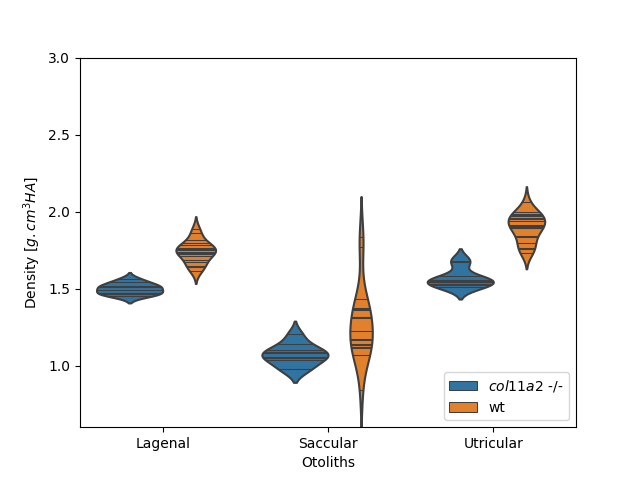 3.0
2.5
2.0
1.5
1.0
Density [g. cm³HA]
Lagenal
Saccular
Utricular
Otoliths
col11a2 -/-
wt